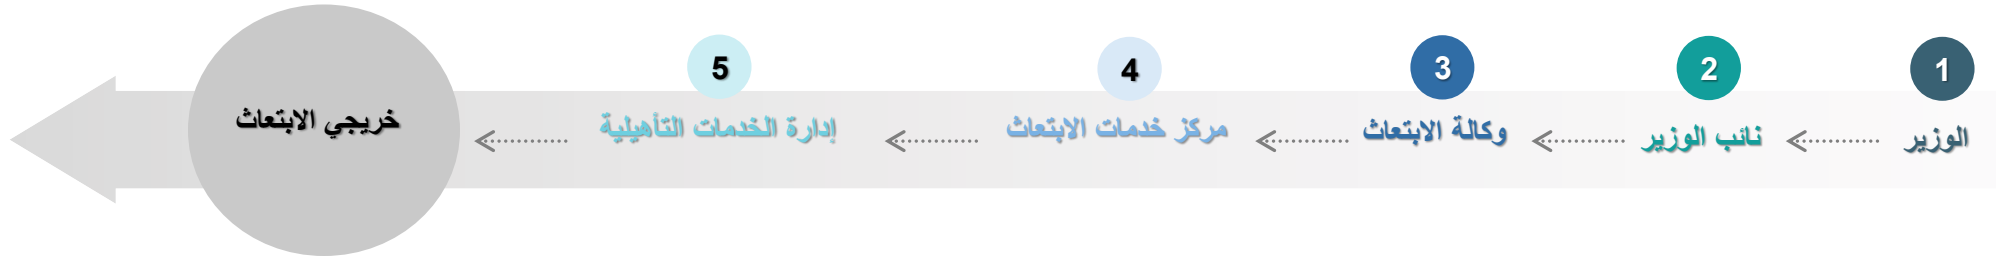 1
الوزير
2
نائب الوزير
3
وكالة الابتعاث
4
مركز خدمات الابتعاث
5
إدارة الخدمات التأهيلية
خريجي الابتعاث